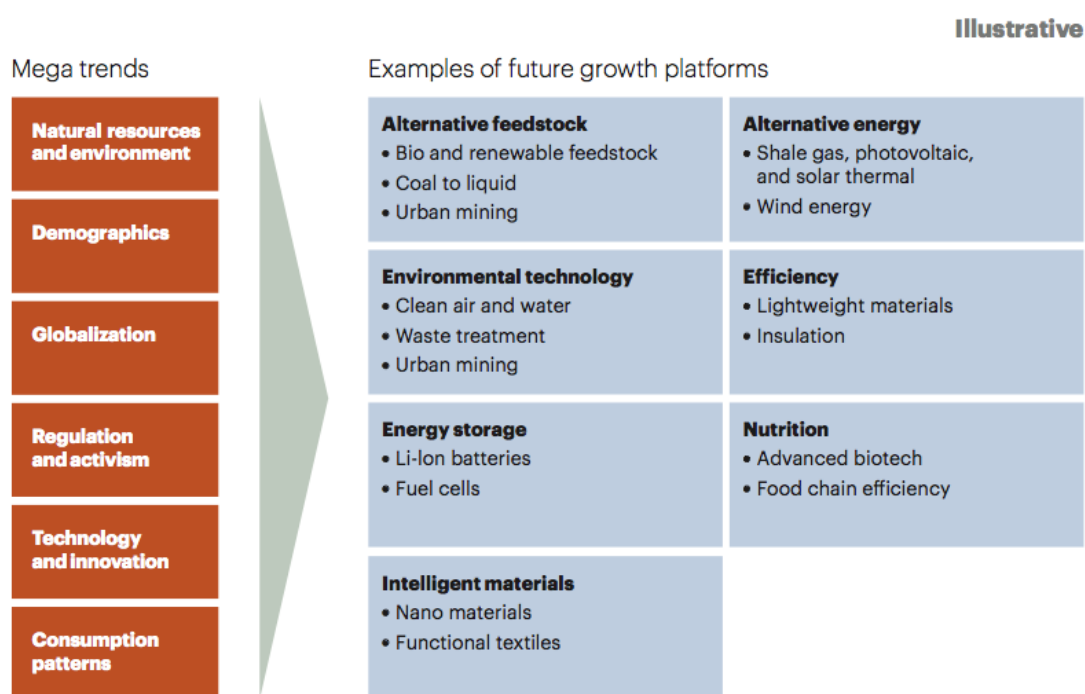 Illustrative
Mega trends
Examples of future growth platforms
Natural resources
and environment
Demographics
Globalization
Regulation
and activism
Technology
and innovation
Consumption
patterns
Alternative feedstock
• Bio and renewable feedstock
• Coal to liquid
• Urban mining
Alternative energy
• Shale gas, photovoltaic,
and solar thermal
• Wind energy
Environmental technology
• Clean air and water
• Waste treatment
• Urban mining
Efficiency
• Lightweight materials
• Insulation
Energy storage
• Li-Ion batteries
• Fuel cells
Nutrition
• Advanced biotech
• Food chain efficiency
Intelligent materials
• Nano materials
• Functional textiles